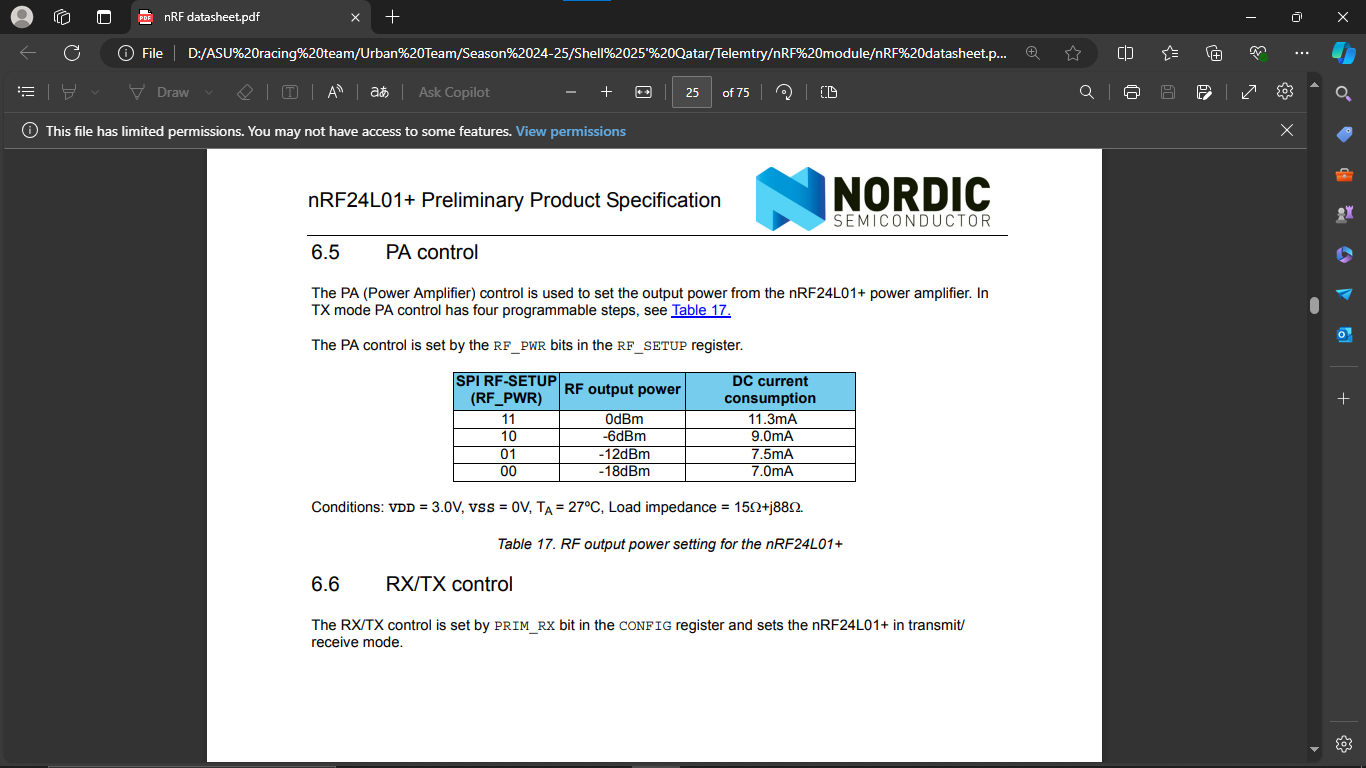 nRF datasheet.pdf
File
D:/ASU%20racing%20team/Urban%20Team/Season%2024-25/Shell%2025'%20Qatar/Telemtry/nRF%20module/nRF%20datasheet.p...
Draw
Ask Copilot
25 of 75
This file has limited permissions. You may not have access to some features. View permissions
nRF24L01+ Preliminary Product Specification
NORDIC
SEMICONDUCTOR
6.5 PA control
The PA (Power Amplifier) control is used to set the output power from the nRF24L01+ power amplifier. In
TX mode PA control has four programmable steps, see Table 17.
The PA control is set by the RF_PWR bits in the RF_SETUP register.
SPI RF-SETUP (RF_PWR) RF output power DC current consumption
11 0dBm 11.3mA
10 -6dBm 9.0mA
01 -12dBm 7.5mA
00 -18dBm 7.0mA
Conditions: VDD = 3.0V, VSS = 0V, TA = 27ºC, Load impedance = 15Ω+j88Ω.
Table 17. RF output power setting for the nRF24L01+
6.6 RX/TX control
The RX/TX control is set by PRIM_RX bit in the CONFIG register and sets the nRF24L01+ in transmit/
receive mode.